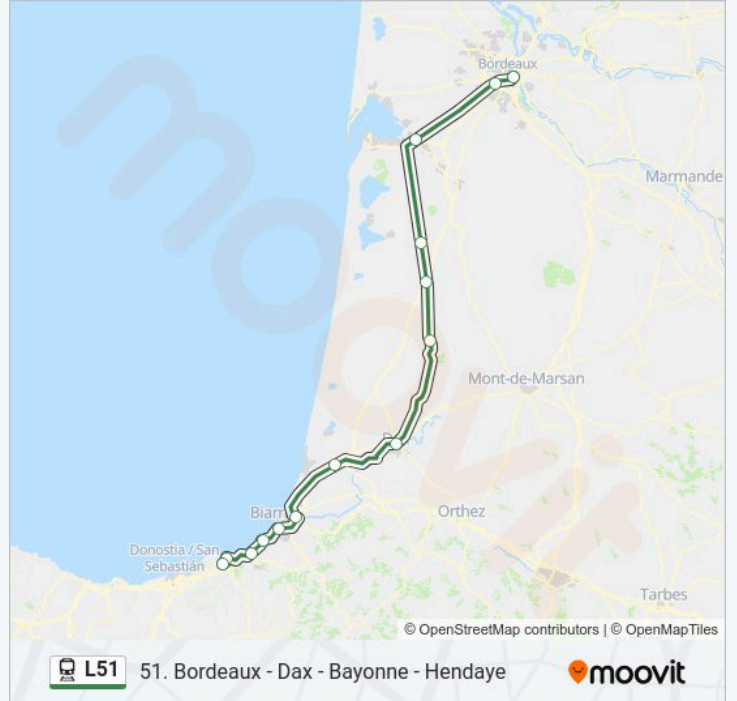 Bordeaux
Marmande
Mont-de-Marsan
Biarri
Orthez
Donostia / San
Sebastián
Tarbes
moovit
© OpenStreetMap contributors | © OpenMapTiles
L51 51. Bordeaux - Dax - Bayonne - Hendaye moovit